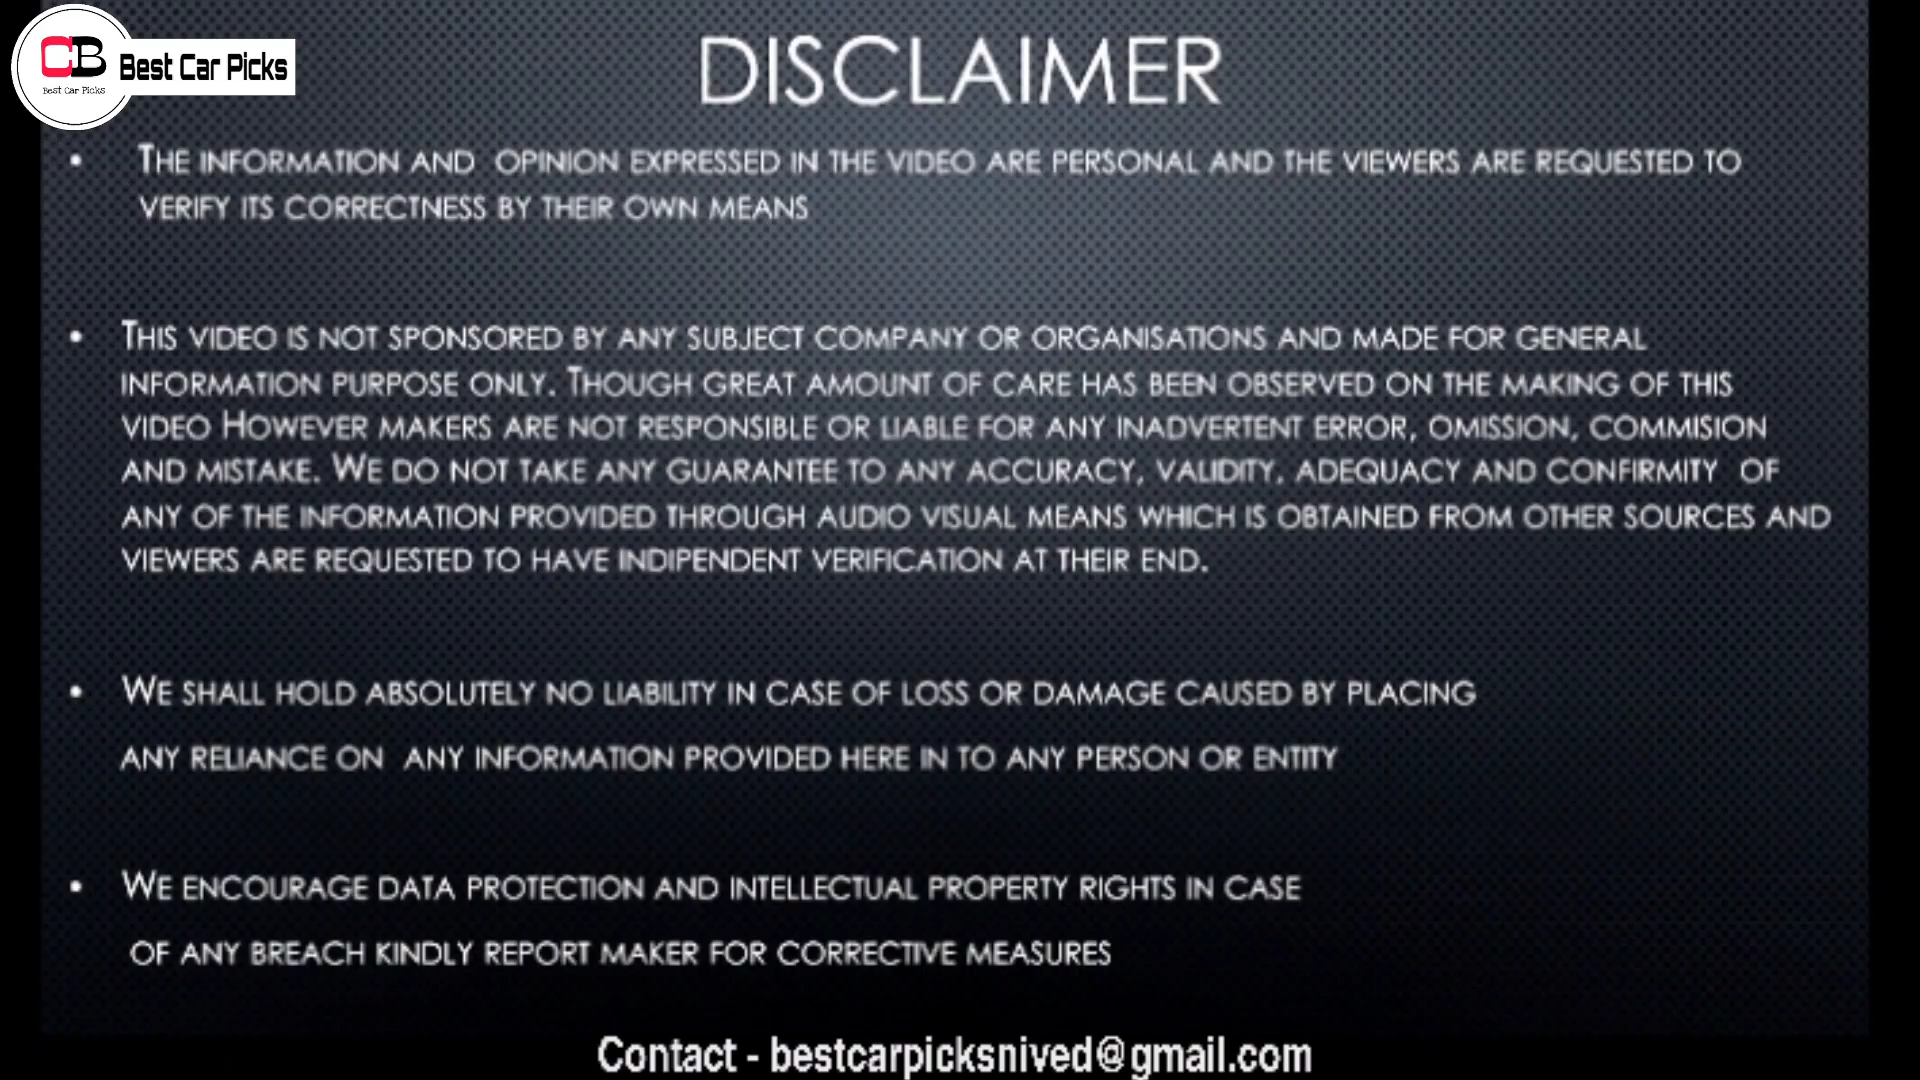 CB
Best Car Picks
Best Car Picks
DISCLAIMER
• THE INFORMATION AND OPINION EXPRESSED IN THE VIDEO ARE PERSONAL AND THE VIEWERS ARE REQUESTED TO
VERIFY ITS CORRECTNESS BY THEIR OWN MEANS
• THIS VIDEO IS NOT SPONSORED BY ANY SUBJECT COMPANY OR ORGANISATIONS AND MADE FOR GENERAL
INFORMATION PURPOSE ONLY. THOUGH GREAT AMOUNT OF CARE HAS BEEN OBSERVED ON THE MAKING OF THIS
VIDEO HOWEVER MAKERS ARE NOT RESPONSIBLE OR LIABLE FOR ANY INADVERTENT ERROR, OMISSION, COMMISION
AND MISTAKE. WE DO NOT TAKE ANY GUARANTEE TO ANY ACCURACY, VALIDITY, ADEQUACY AND CONFIRMITY OF
ANY OF THE INFORMATION PROVIDED THROUGH AUDIO VISUAL MEANS WHICH IS OBTAINED FROM OTHER SOURCES AND
VIEWERS ARE REQUESTED TO HAVE INDIPENDENT VERIFICATION AT THEIR END.
• WE SHALL HOLD ABSOLUTELY NO LIABILITY IN CASE OF LOSS OR DAMAGE CAUSED BY PLACING
ANY RELIANCE ON ANY INFORMATION PROVIDED HERE IN TO ANY PERSON OR ENTITY
• WE ENCOURAGE DATA PROTECTION AND INTELLECTUAL PROPERTY RIGHTS IN CASE
OF ANY BREACH KINDLY REPORT MAKER FOR CORRECTIVE MEASURES
Contact - bestcarpicksnived@gmail.com